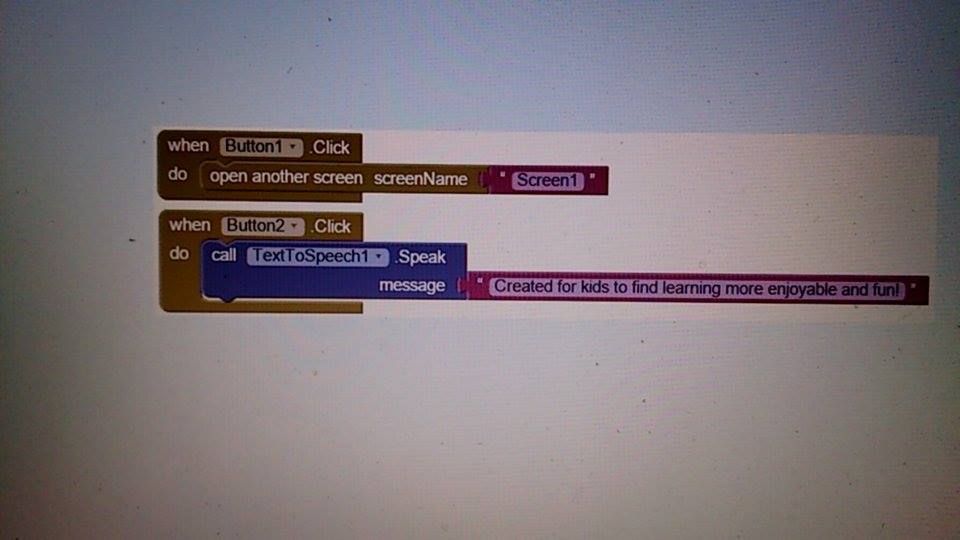 when Button1 .Click
do open another screen screenName " Screen1 "
when Button2 .Click
do call TextToSpeech1 .Speak
message " Created for kids to find learning more enjoyable and fun! "